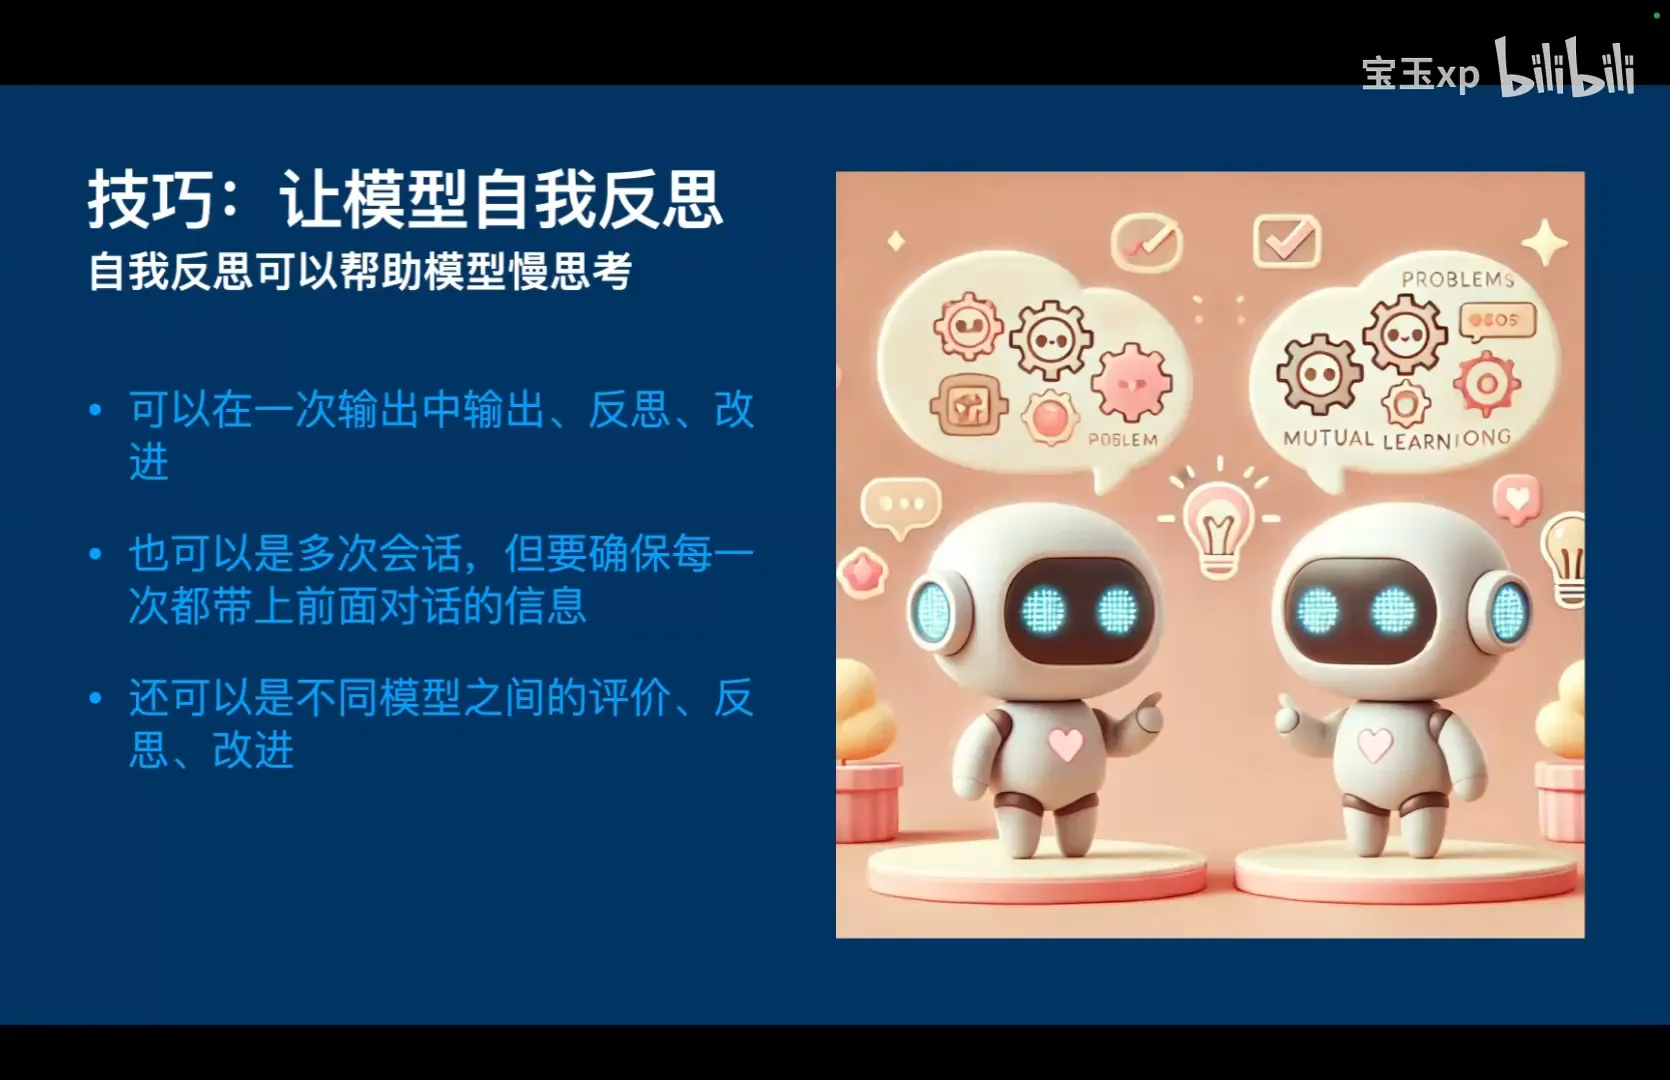 宝玉xp bilibili
技巧：让模型自我反思
自我反思可以帮助模型慢思考
• 可以在一次输出中输出、反思、改
进
• 也可以是多次会话，但要确保每一
次都带上前面对话的信息
• 还可以是不同模型之间的评价、反
思、改进
POBLEM
PROBLEMS
MUTUAL LEARNIONG